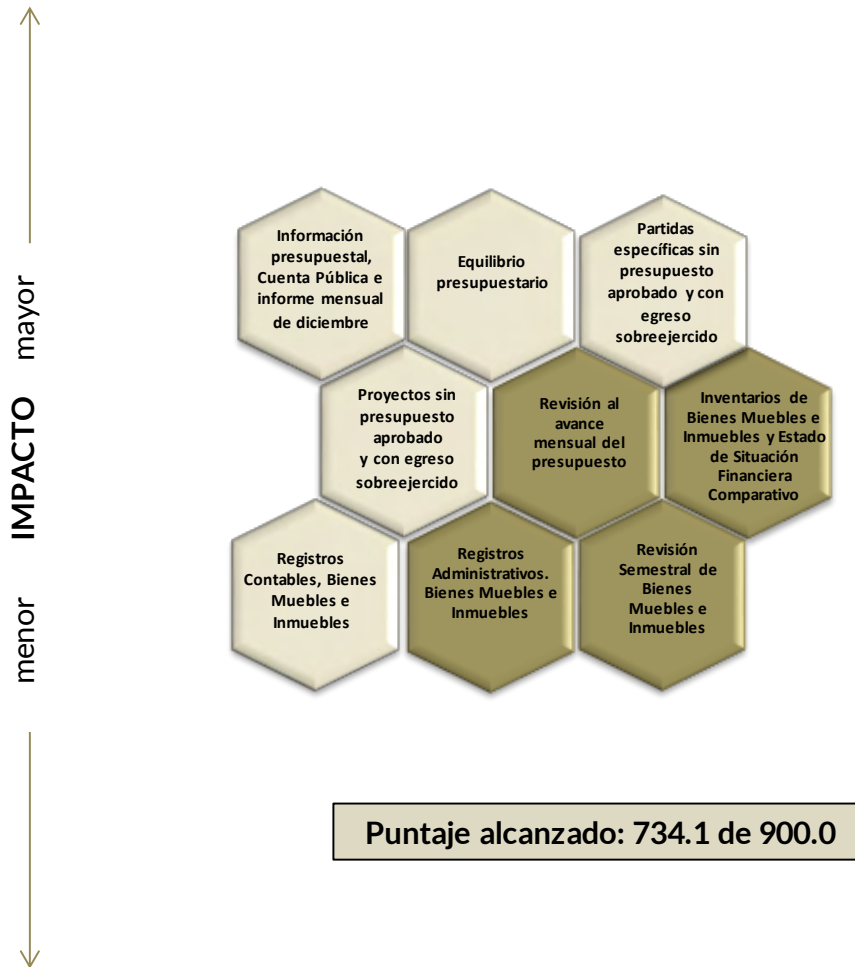 mayor
IMPACTO
menor
Información
presupuestal,
Cuenta Pública e
informe mensual
de diciembre
Equilibrio
presupuestario
Partidas
específicas sin
presupuesto
aprobado y con
egreso
sobreejercido
Proyectos sin
presupuesto
aprobado
y con egreso
sobreejercido
Revisión al
avance
mensual del
presupuesto
Inventarios de
Bienes Muebles e
Inmuebles y Estado
de Situación
Financiera
Comparativo
Registros
Contables, Bienes
Muebles e
Inmuebles
Registros
Administrativos.
Bienes Muebles e
Inmuebles
Revisión
Semestral de
Bienes
Muebles e
Inmuebles
Puntaje alcanzado: 734.1 de 900.0